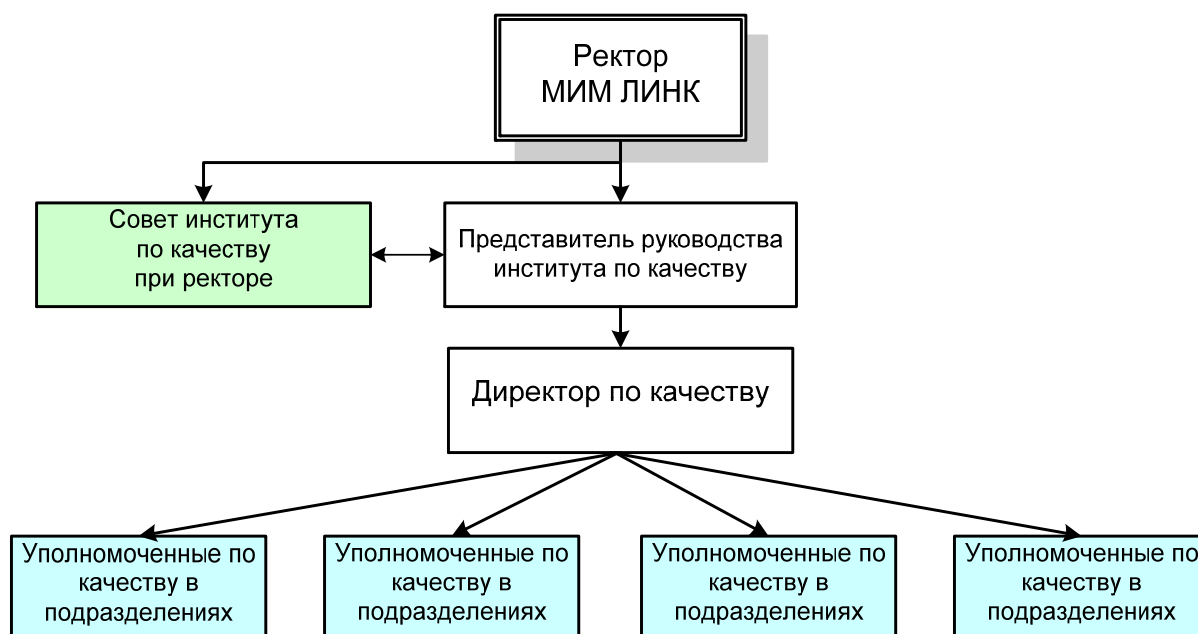 Ректор
МИМ ЛИНК
Совет института
по качеству
при ректоре
Представитель руководства
института по качеству
Директор по качеству
Уполномоченные по
качеству в
подразделениях
Уполномоченные по
качеству в
подразделениях
Уполномоченные по
качеству в
подразделениях
Уполномоченные по
качеству в
подразделениях